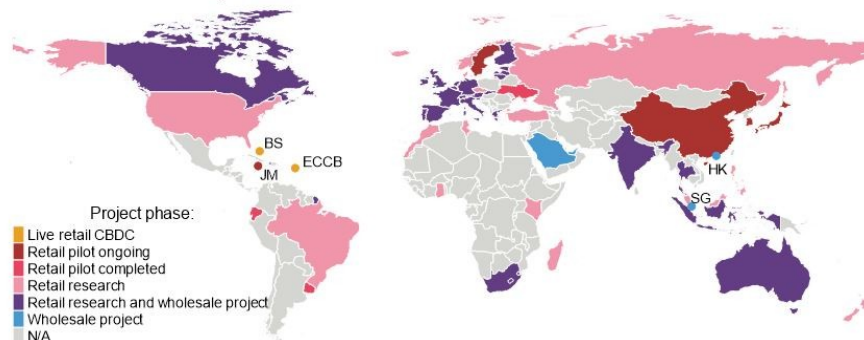 BS
ECCB
JM
HK
SG
Project phase:
Live retail CBDC
Retail pilot ongoing
Retail pilot completed
Retail research
Retail research and wholesale project
Wholesale project
N/A